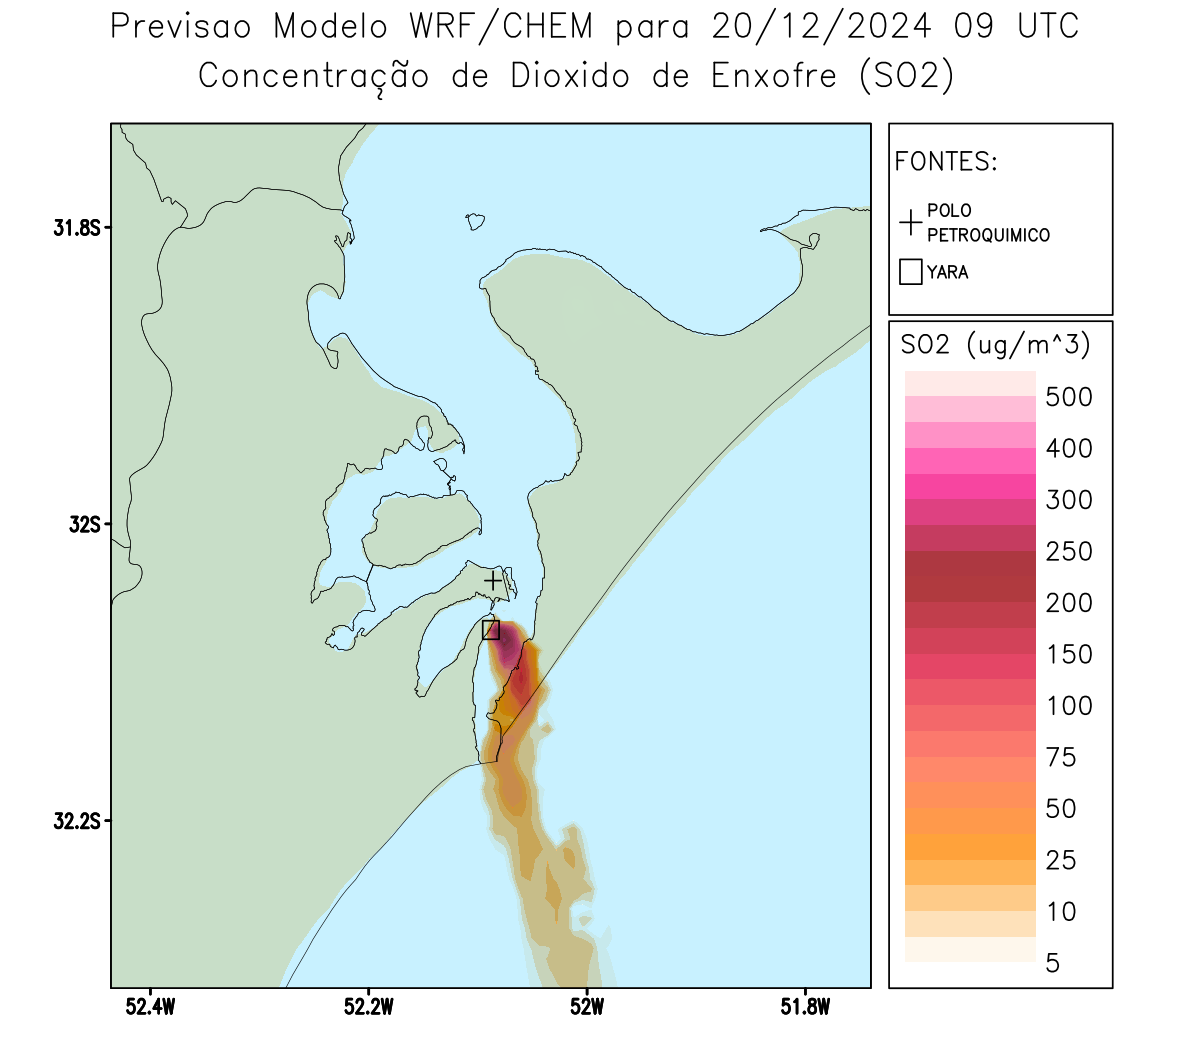 Previsao Modelo WRF/CHEM para 20/12/2024 09 UTC
Concentração de Dioxido de Enxofre (SO2)
FONTES:
POLO
PETROQUIMICO
YARA
SO2 (ug/m^3)
500
400
300
250
200
150
100
75
50
25
10
5
31.8S
32S
32.2S
52.4W
52.2W
52W
51.8W